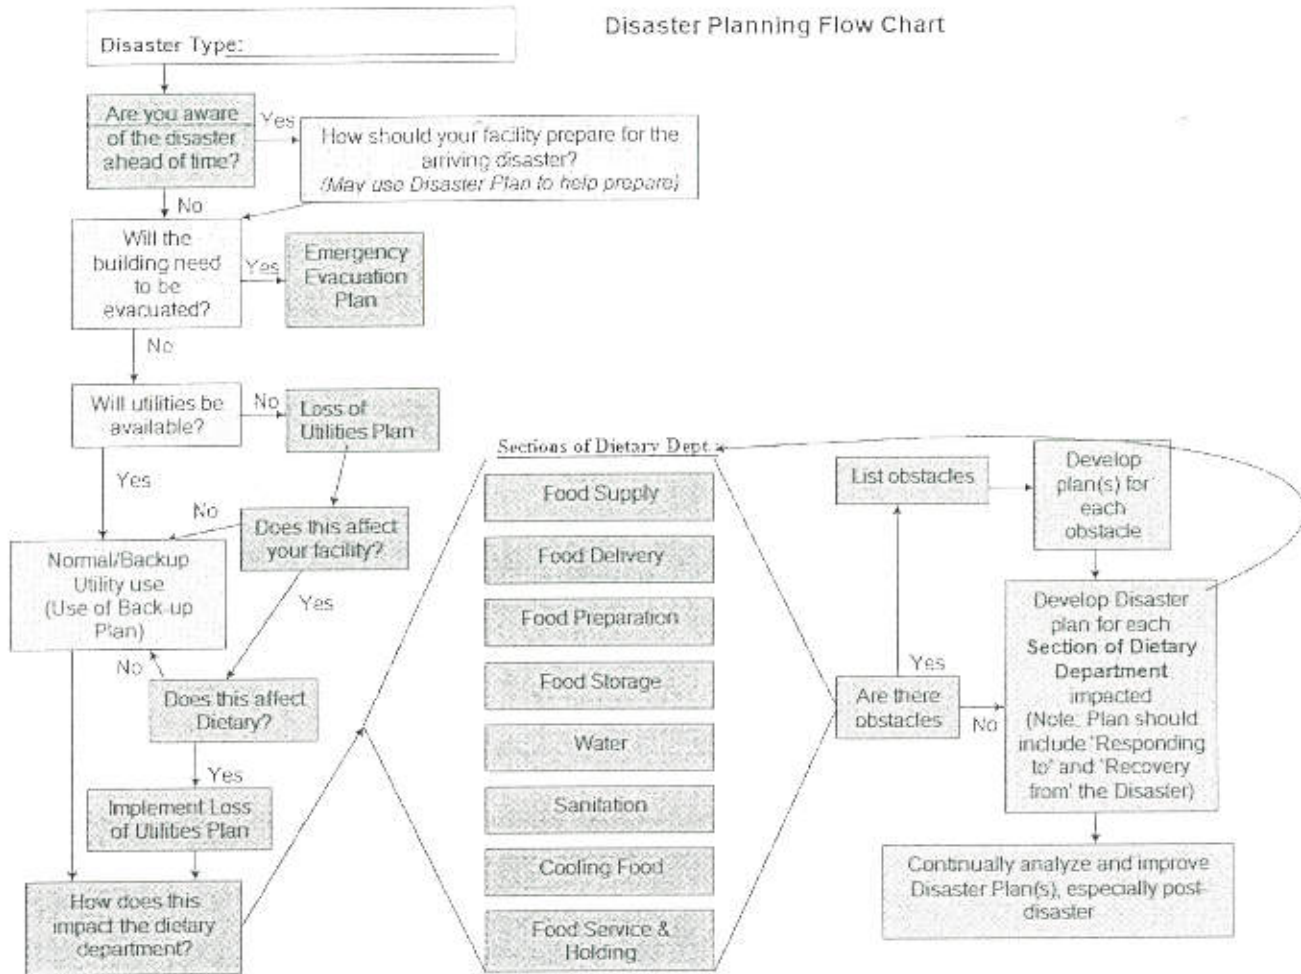 Disaster Planning Flow Chart
Disaster Type:
Are you aware
of the disaster
ahead of time?
Yes
How should your facility prepare for the
arriving disaster?
(May use Disaster Plan to help prepare)
No
Will the
building need
to be
evacuated?
Yes
Emergency
Evacuation
Plan
No
Will utilities be
available?
No
Loss of
Utilities Plan
Yes
No
Does this affect
your facility?
Normal/Backup
Utility use
(Use of Back-up
Plan)
Yes
No
Does this affect
Dietary?
Yes
Implement Loss
of Utilities Plan
How does this
impact the dietary
department?
Sections of Dietary Dept.
Food Supply
Food Delivery
Food Preparation
Food Storage
Water
Sanitation
Cooling Food
Food Service &
Holding
List obstacles
Develop
plan(s) for
each
obstacle
Yes
Are there
obstacles
No
Develop Disaster
plan for each
Section of Dietary
Department
impacted
(Note: Plan should
include 'Responding
to' and 'Recovery
from' the Disaster)
Continually analyze and improve
Disaster Plan(s), especially post-
disaster